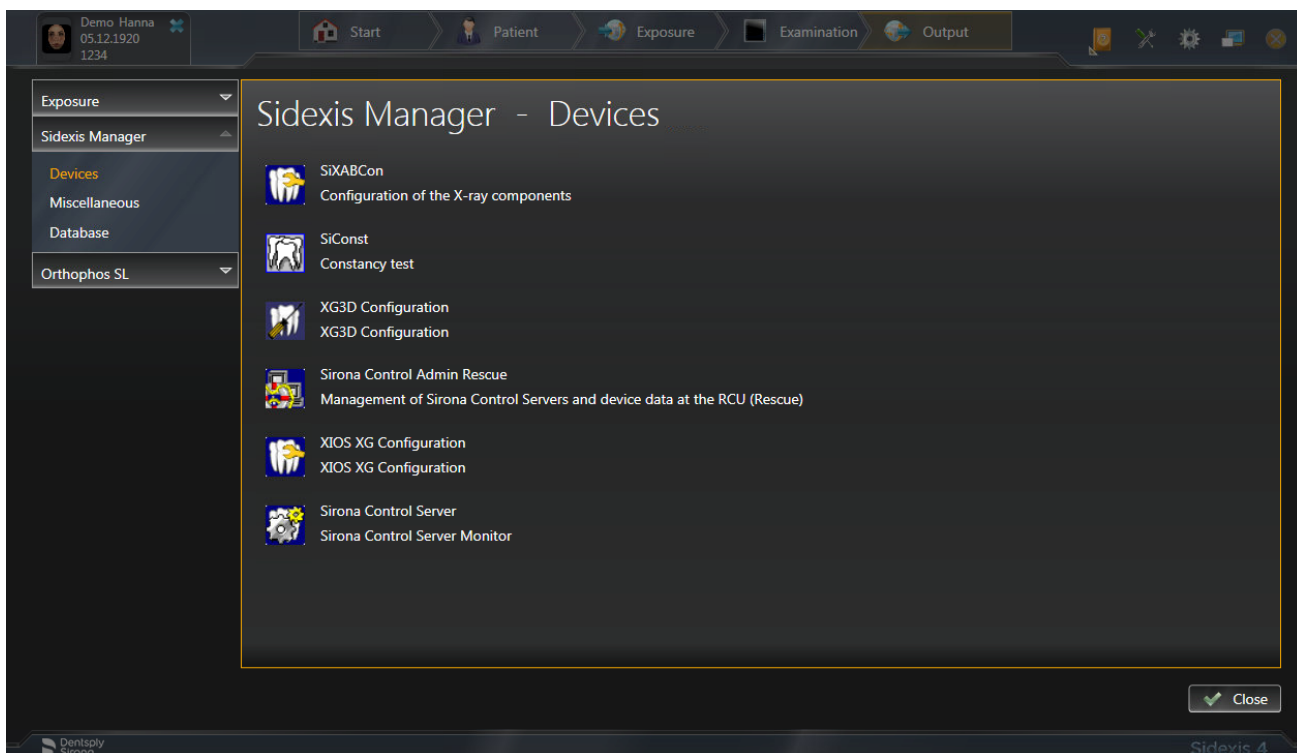 Demo Hanna
05.12.1920
1234
Start
Patient
Exposure
Examination
Output
Exposure
Sidexis Manager
Devices
Miscellaneous
Database
Orthophos SL
Sidexis Manager - Devices
SiXABCon
Configuration of the X-ray components
SiConst
Constancy test
XG3D Configuration
XG3D Configuration
Sirona Control Admin Rescue
Management of Sirona Control Servers and device data at the RCU (Rescue)
XIOS XG Configuration
XIOS XG Configuration
Sirona Control Server
Sirona Control Server Monitor
Close
Dentsply
Sirona
Sidexis 4